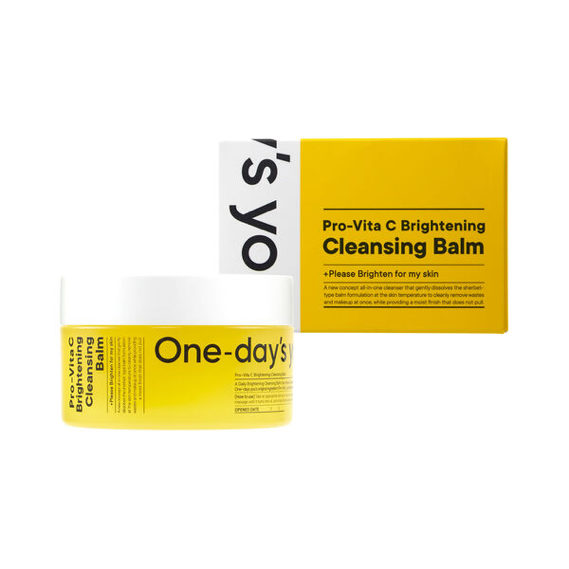 y's yo
Pro-Vita C Brightening
Cleansing Balm
+Please Brighten for my skin
A new concept all-in-one cleanser that gently dissolves the sherbet-
type balm formulation at the skin temperature to clearly remove wastes
and makeup at once, while providing a moist finish that does not pull.
Pro-Vita C
Brightening
Cleansing
Balm
+Please Brighten for my skin
One-day's y
Pro-Vita C Brightening Cleansing Balm
OPENED DATE